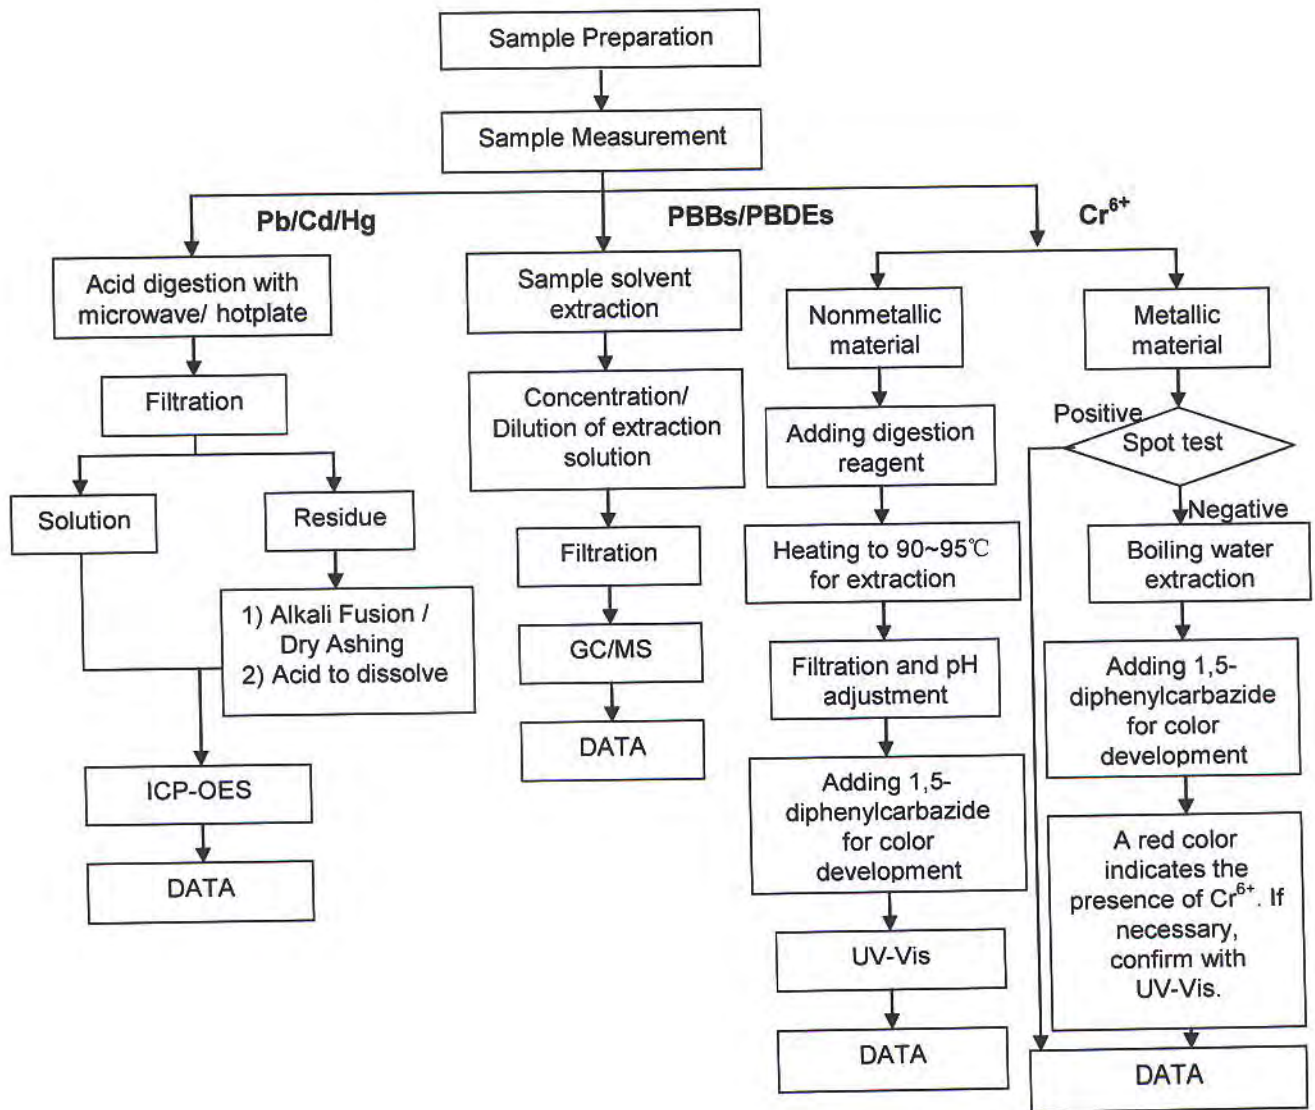 Sample Preparation
Sample Measurement
Pb/Cd/Hg
PBBs/PBDEs
Cr⁶⁺
Acid digestion with
microwave/ hotplate
Filtration
Solution
Residue
1) Alkali Fusion /
Dry Ashing
2) Acid to dissolve
ICP-OES
DATA
Sample solvent
extraction
Concentration/
Dilution of extraction
solution
Filtration
GC/MS
DATA
Nonmetallic
material
Adding digestion
reagent
Heating to 90~95℃
for extraction
Filtration and pH
adjustment
Adding 1,5-
diphenylcarbazide
for color
development
UV-Vis
DATA
Metallic
material
Positive
Spot test
Negative
Boiling water
extraction
Adding 1,5-
diphenylcarbazide
for color
development
A red color
indicates the
presence of Cr⁶⁺. If
necessary,
confirm with
UV-Vis.
DATA